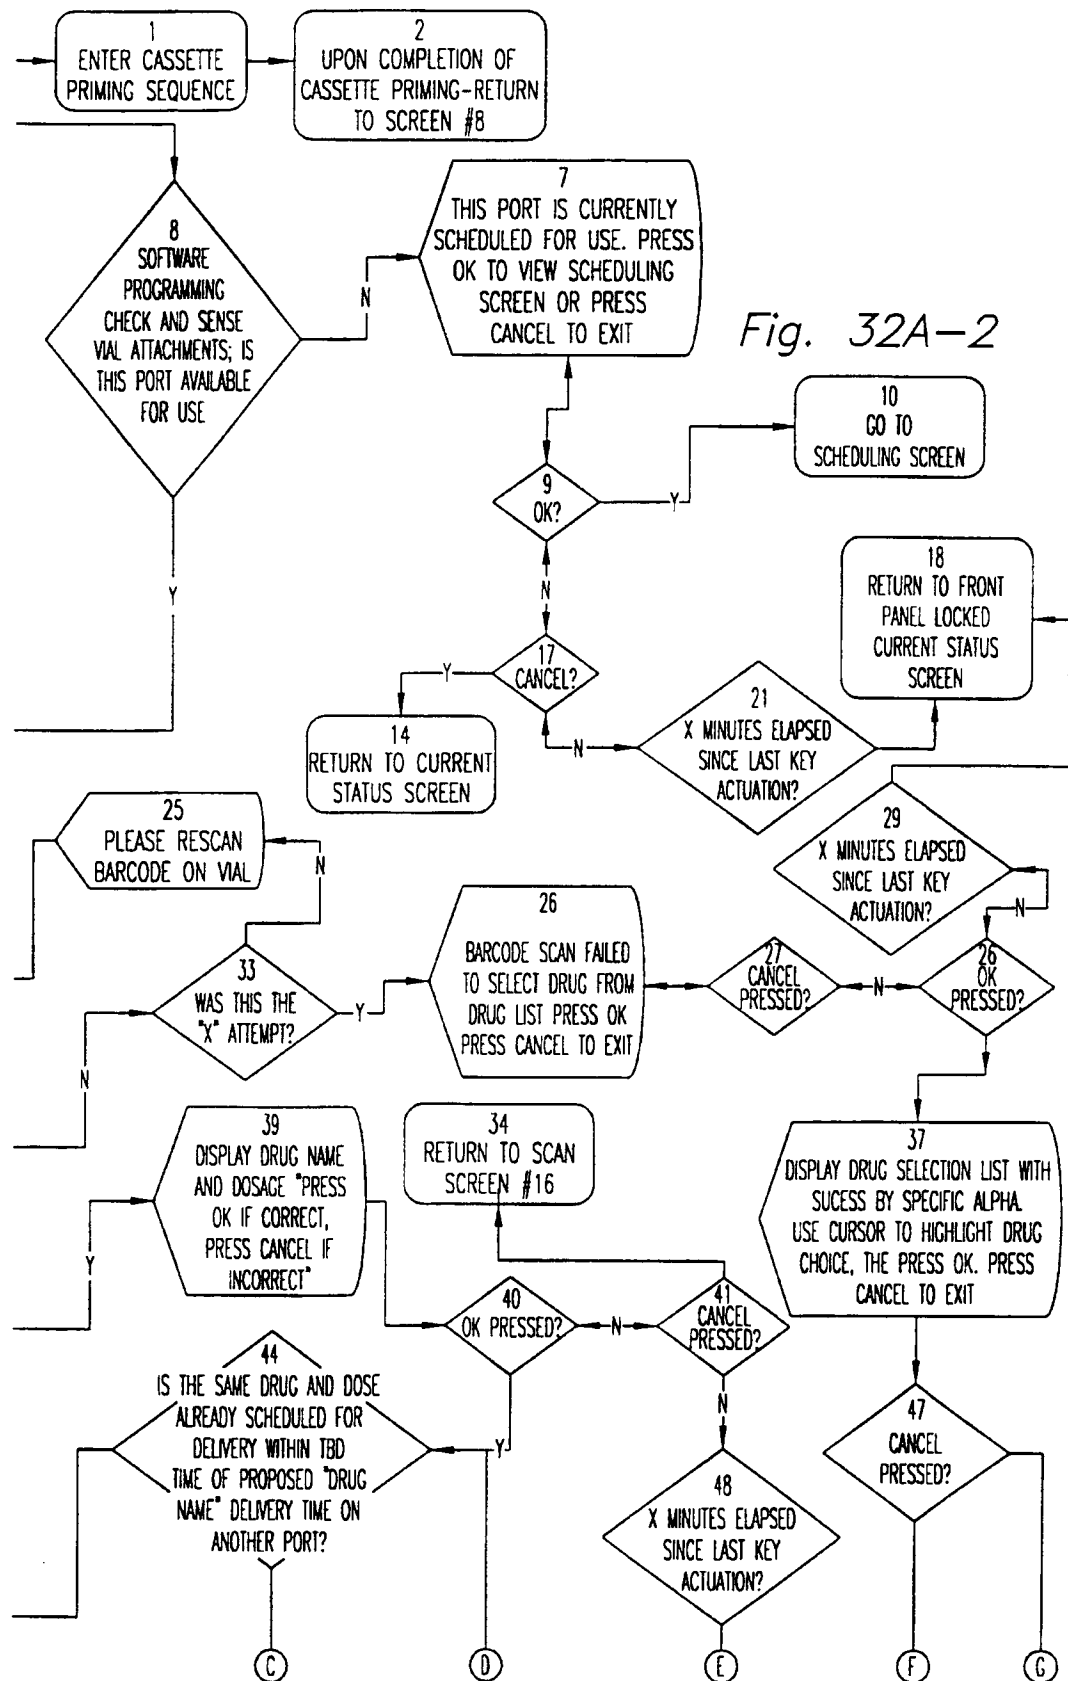 1
ENTER CASSETTE
PRIMING SEQUENCE
2
UPON COMPLETION OF
CASSETTE PRIMING-RETURN
TO SCREEN #8
8
SOFTWARE
PROGRAMMING
CHECK AND SENSE
VIAL ATTACHMENTS; IS
THIS PORT AVAILABLE
FOR USE
N
Y
7
THIS PORT IS CURRENTLY
SCHEDULED FOR USE. PRESS
OK TO VIEW SCHEDULING
SCREEN OR PRESS
CANCEL TO EXIT
Fig. 32A-2
10
GO TO
SCHEDULING SCREEN
9
OK?
Y
N
17
CANCEL?
Y
N
14
RETURN TO CURRENT
STATUS SCREEN
18
RETURN TO FRONT
PANEL LOCKED
CURRENT STATUS
SCREEN
21
X MINUTES ELAPSED
SINCE LAST KEY
ACTUATION?
25
PLEASE RESCAN
BARCODE ON VIAL
N
29
X MINUTES ELAPSED
SINCE LAST KEY
ACTUATION?
N
33
WAS THIS THE
"X" ATTEMPT?
Y
N
26
BARCODE SCAN FAILED
TO SELECT DRUG FROM
DRUG LIST PRESS OK
PRESS CANCEL TO EXIT
27
CANCEL
PRESSED?
N
26
OK
PRESSED?
39
DISPLAY DRUG NAME
AND DOSAGE "PRESS
OK IF CORRECT,
PRESS CANCEL IF
INCORRECT"
Y
34
RETURN TO SCAN
SCREEN #16
37
DISPLAY DRUG SELECTION LIST WITH
SUCESS BY SPECIFIC ALPHA.
USE CURSOR TO HIGHLIGHT DRUG
CHOICE, THE PRESS OK. PRESS
CANCEL TO EXIT
40
OK PRESSED?
N
Y
41
CANCEL
PRESSED?
N
44
IS THE SAME DRUG AND DOSE
ALREADY SCHEDULED FOR
DELIVERY WITHIN TBD
TIME OF PROPOSED "DRUG
NAME" DELIVERY TIME ON
ANOTHER PORT?
47
CANCEL
PRESSED?
48
X MINUTES ELAPSED
SINCE LAST KEY
ACTUATION?
C
D
E
F
G